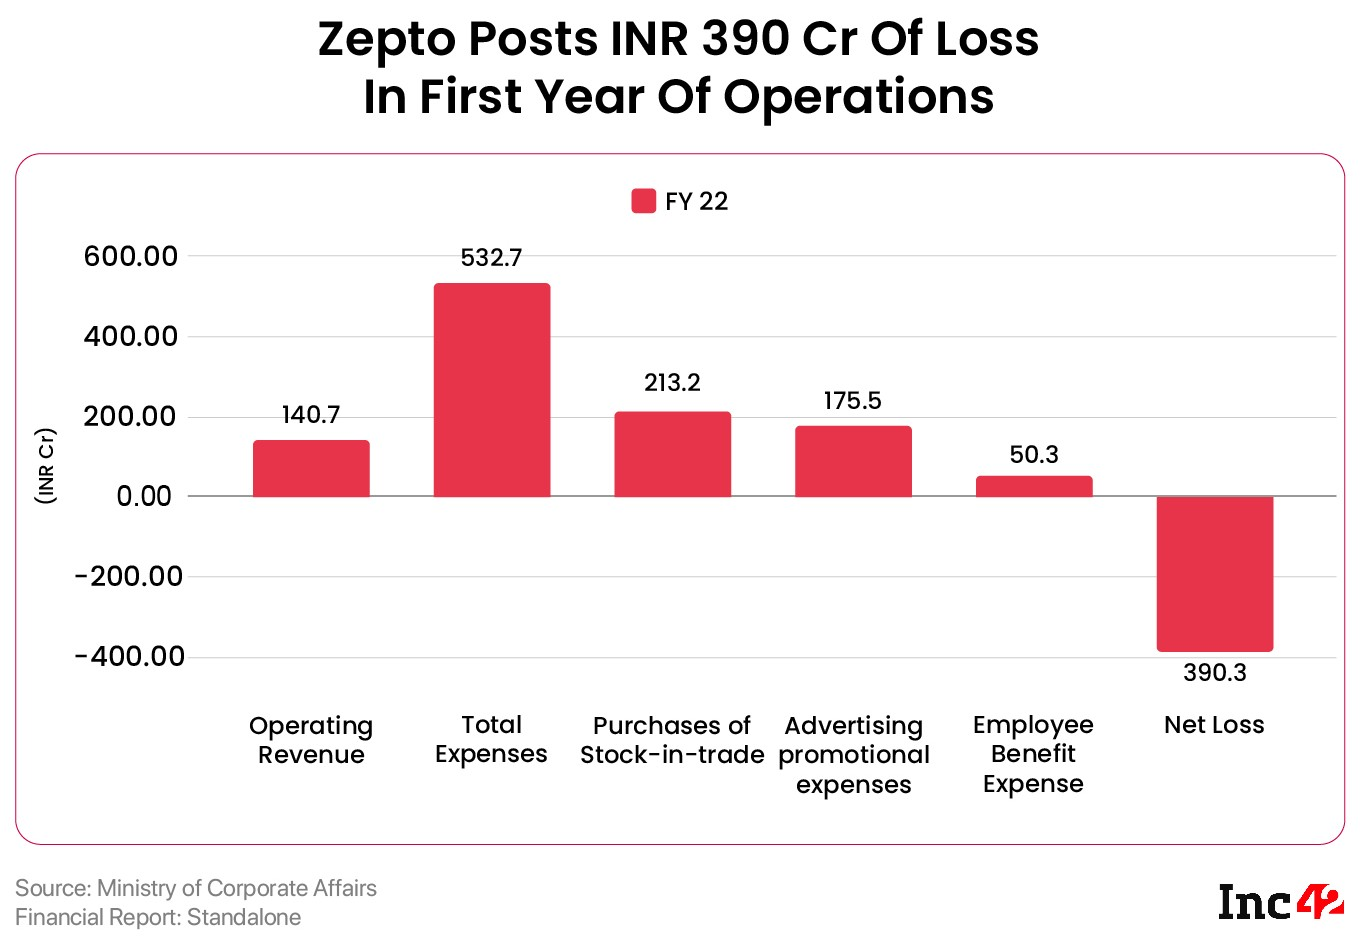 Zepto Posts INR 390 Cr Of Loss
In First Year Of Operations
FY 22
600.00
400.00
200.00
0.00
-200.00
-400.00
(INR Cr)
140.7
532.7
213.2
175.5
50.3
390.3
Operating
Revenue
Total
Expenses
Purchases of
Stock-in-trade
Advertising
promotional
expenses
Employee
Benefit
Expense
Net Loss
Source: Ministry of Corporate Affairs
Financial Report: Standalone
Inc42